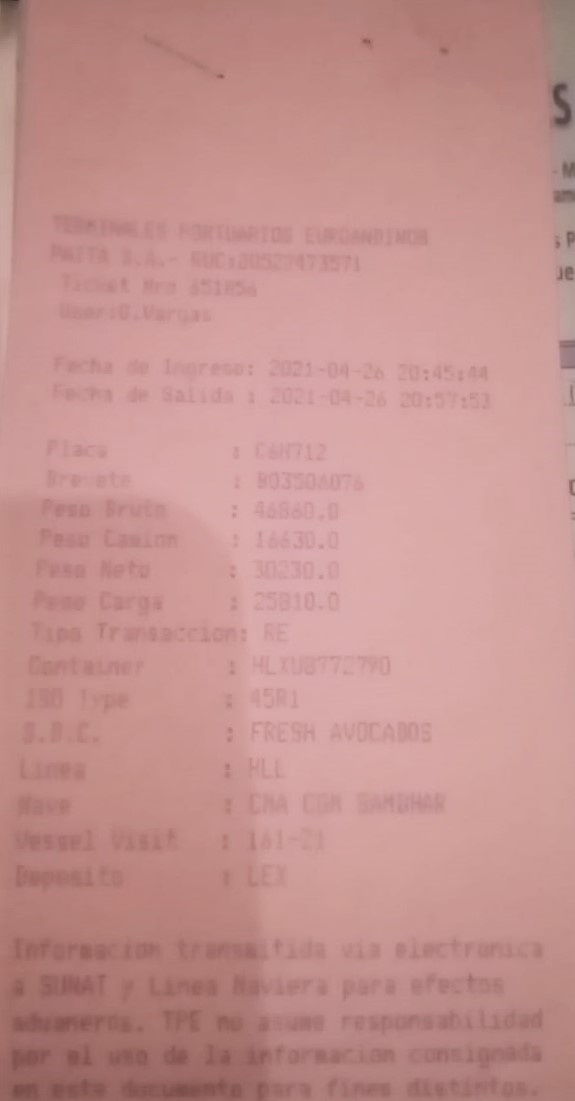 TERMINALES PORTUARIOS EUROANDINOS
PAITA S.A.- RUC:20522473571
Ticket Nro 651856
User:G.Vargas
Fecha de Ingreso: 2021-04-26 20:45:44
Fecha de Salida : 2021-04-26 20:57:53
Placa : C6M712
Brevete : B03506076
Peso Bruto : 46860.0
Peso Camion : 16630.0
Peso Neto : 30230.0
Peso Carga : 25810.0
Tipo Transaccion: RE
Container : HLXU8772790
ISO Type : 45R1
: FRESH AVOCADOS
Linea : HLL
Nave : CMA CGM SAMBHAR
Vessel Visit : 161-21
Deposito : LEX
Informacion transmitida via electronica
a SUNAT y Linea Naviera para efectos
aduaneros. TPE no asume responsabilidad
por el uso de la informacion consignada
en este documento para fines distintos.